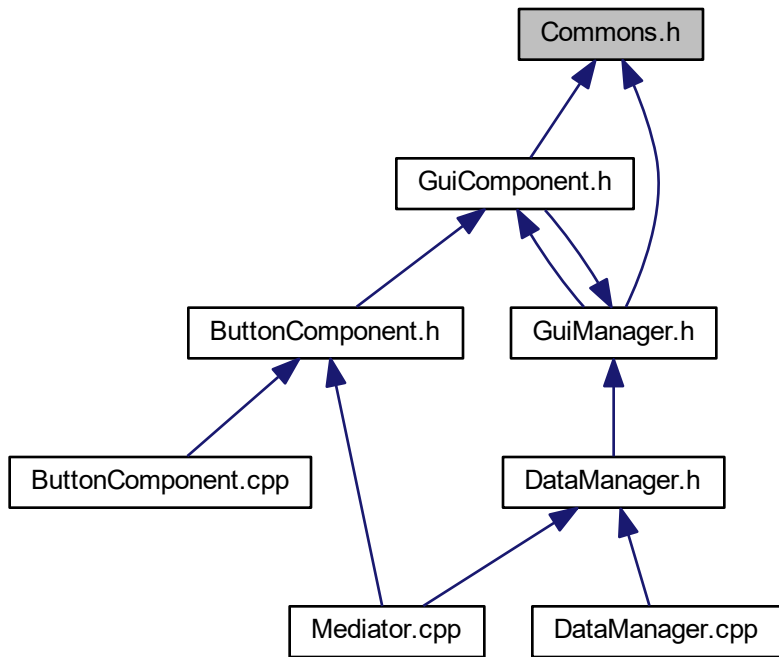 Commons.h
GuiComponent.h
ButtonComponent.h
GuiManager.h
ButtonComponent.cpp
DataManager.h
Mediator.cpp
DataManager.cpp